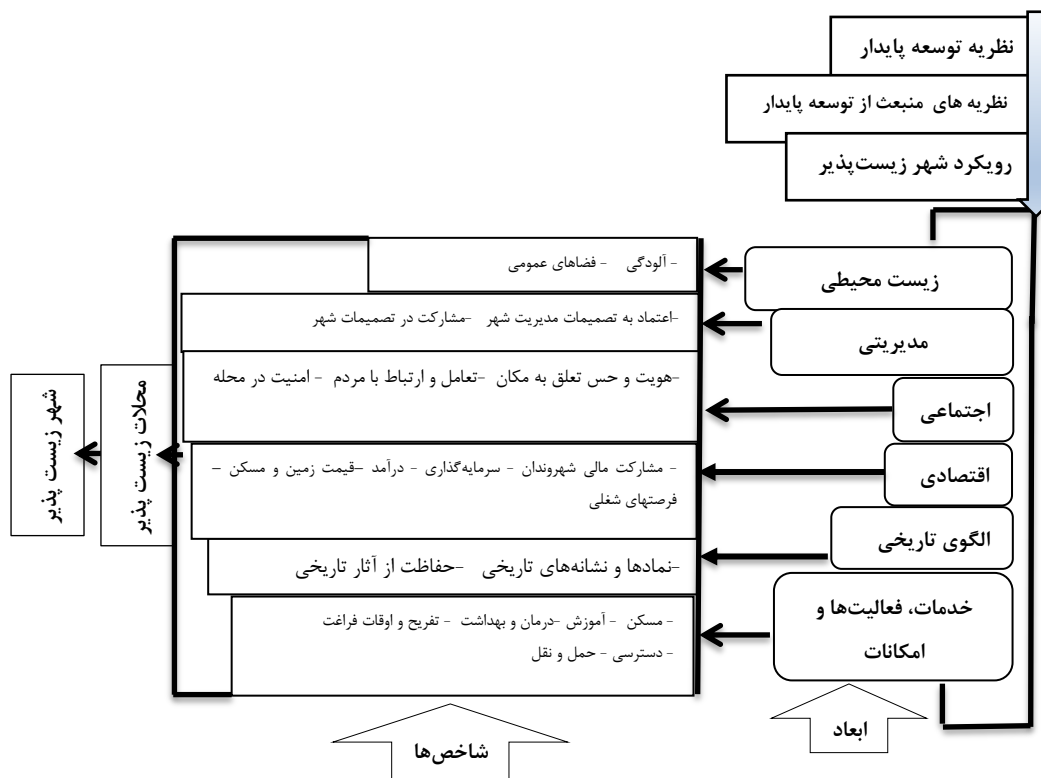 نظریه توسعه پایدار
نظریه های منبعث از توسعه پایدار
رویکرد شهر زیست‌پذیر
زیست محیطی
- آلودگی - فضاهای عمومی
مدیریتی
-اعتماد به تصمیمات مدیریت شهر -مشارکت در تصمیمات شهر
اجتماعی
-هویت و حس تعلق به مکان -تعامل و ارتباط با مردم - امنیت در محله
اقتصادی
- مشارکت مالی شهروندان - سرمایه‌گذاری - درآمد –قیمت زمین و مسکن –
فرصتهای شغلی
الگوی تاریخی
-نمادها و نشانه‌های تاریخی -حفاظت از آثار تاریخی
خدمات، فعالیت‌ها و
امکانات
- مسکن - آموزش -درمان و بهداشت - تفریح و اوقات فراغت
- دسترسی - حمل و نقل
محلات زیست پذیر
شهر زیست پذیر
ابعاد
شاخص‌ها